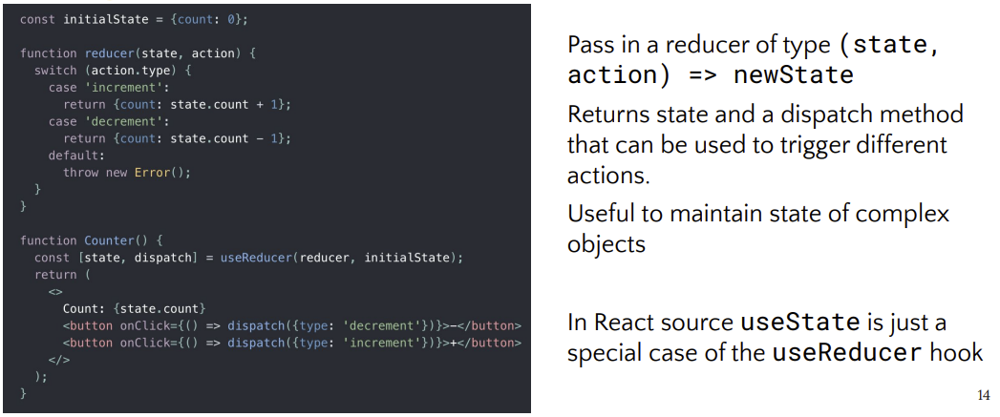 const initialState = {count: 0};

function reducer(state, action) {
  switch (action.type) {
    case 'increment':
      return {count: state.count + 1};
    case 'decrement':
      return {count: state.count - 1};
    default:
      throw new Error();
  }
}

function Counter() {
  const [state, dispatch] = useReducer(reducer, initialState);
  return (
    <>
      Count: {state.count}
      <button onClick={() => dispatch({type: 'decrement'})}>-</button>
      <button onClick={() => dispatch({type: 'increment'})}>+</button>
    </>
  );
}
Pass in a reducer of type (state,
action) => newState
Returns state and a dispatch method
that can be used to trigger different
actions.
Useful to maintain state of complex
objects
In React source useState is just a
special case of the useReducer hook
14